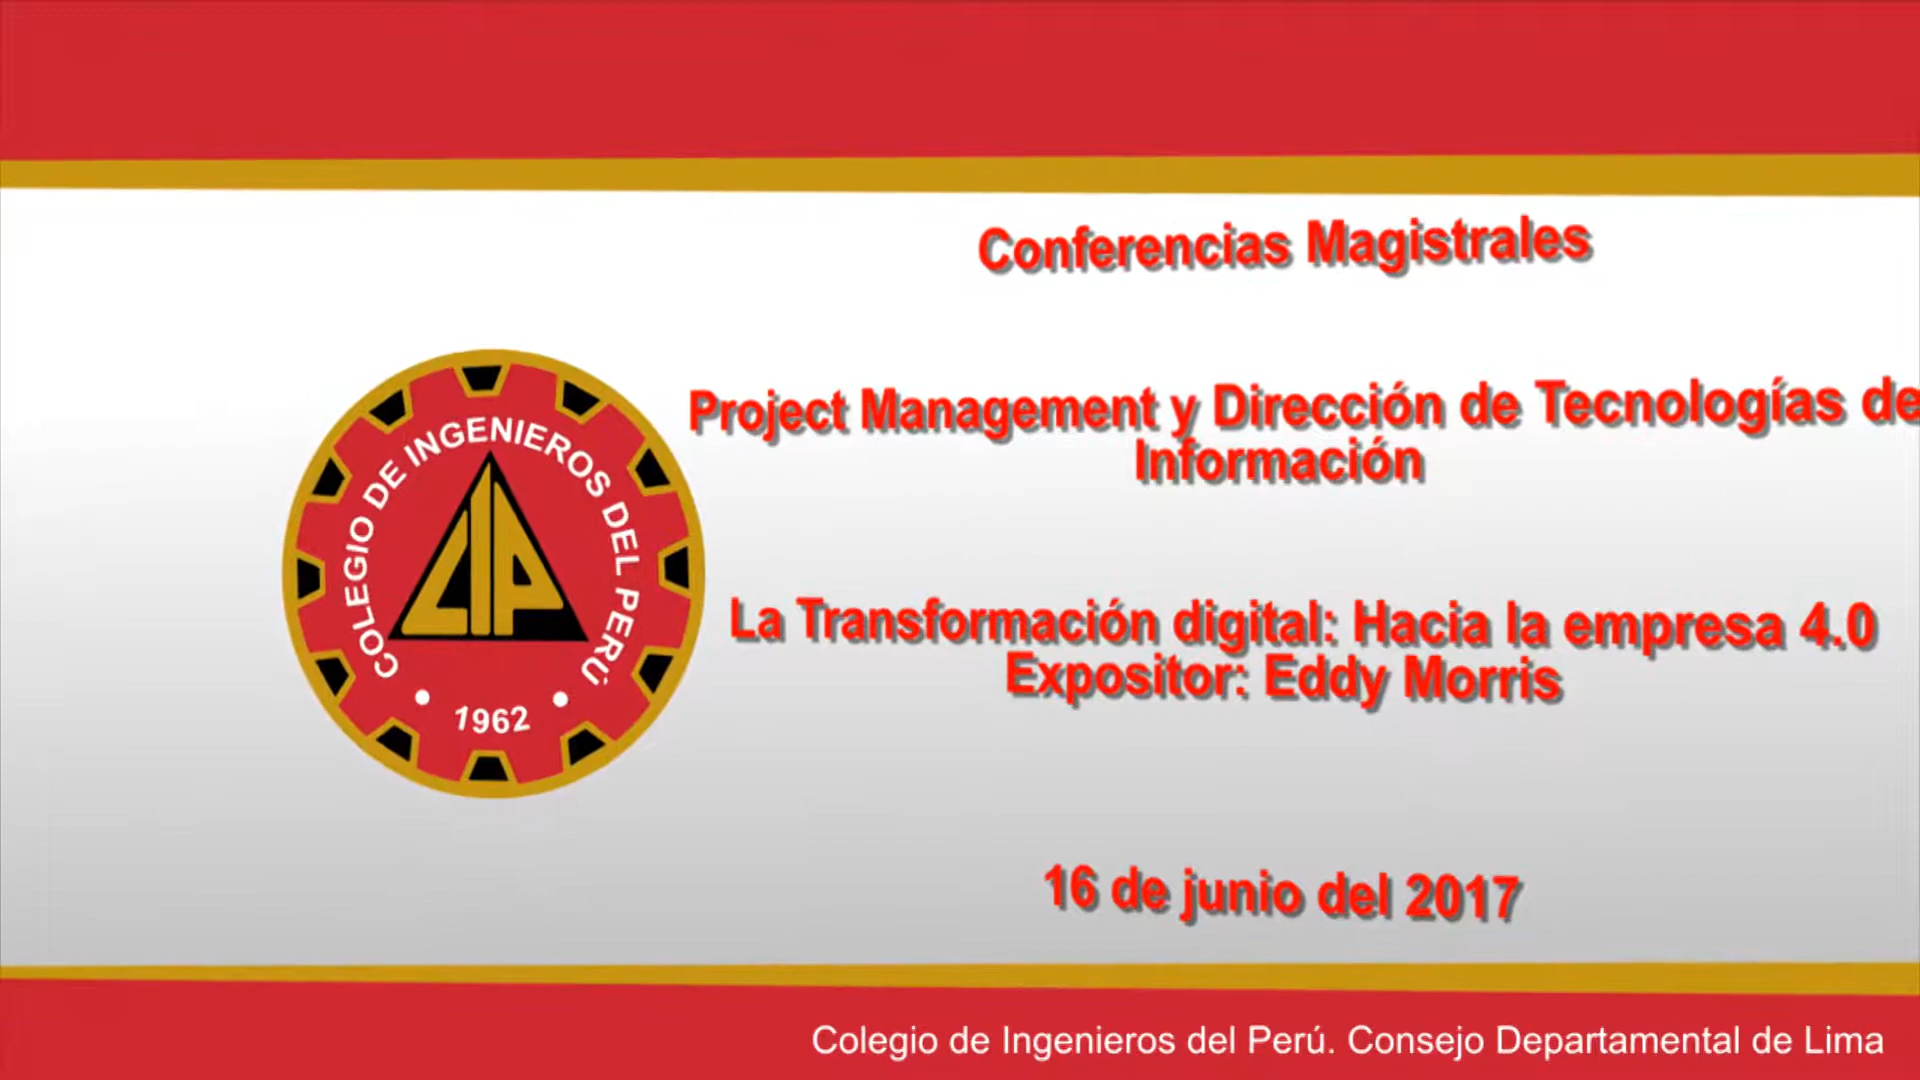 Conferencias Magistrales
Project Management y Dirección de Tecnologías de
Información
COLEGIO DE INGENIEROS DEL PERÚ
CIP
• 1962 •
La Transformación digital: Hacia la empresa 4.0
Expositor: Eddy Morris
16 de junio del 2017
Colegio de Ingenieros del Perú. Consejo Departamental de Lima